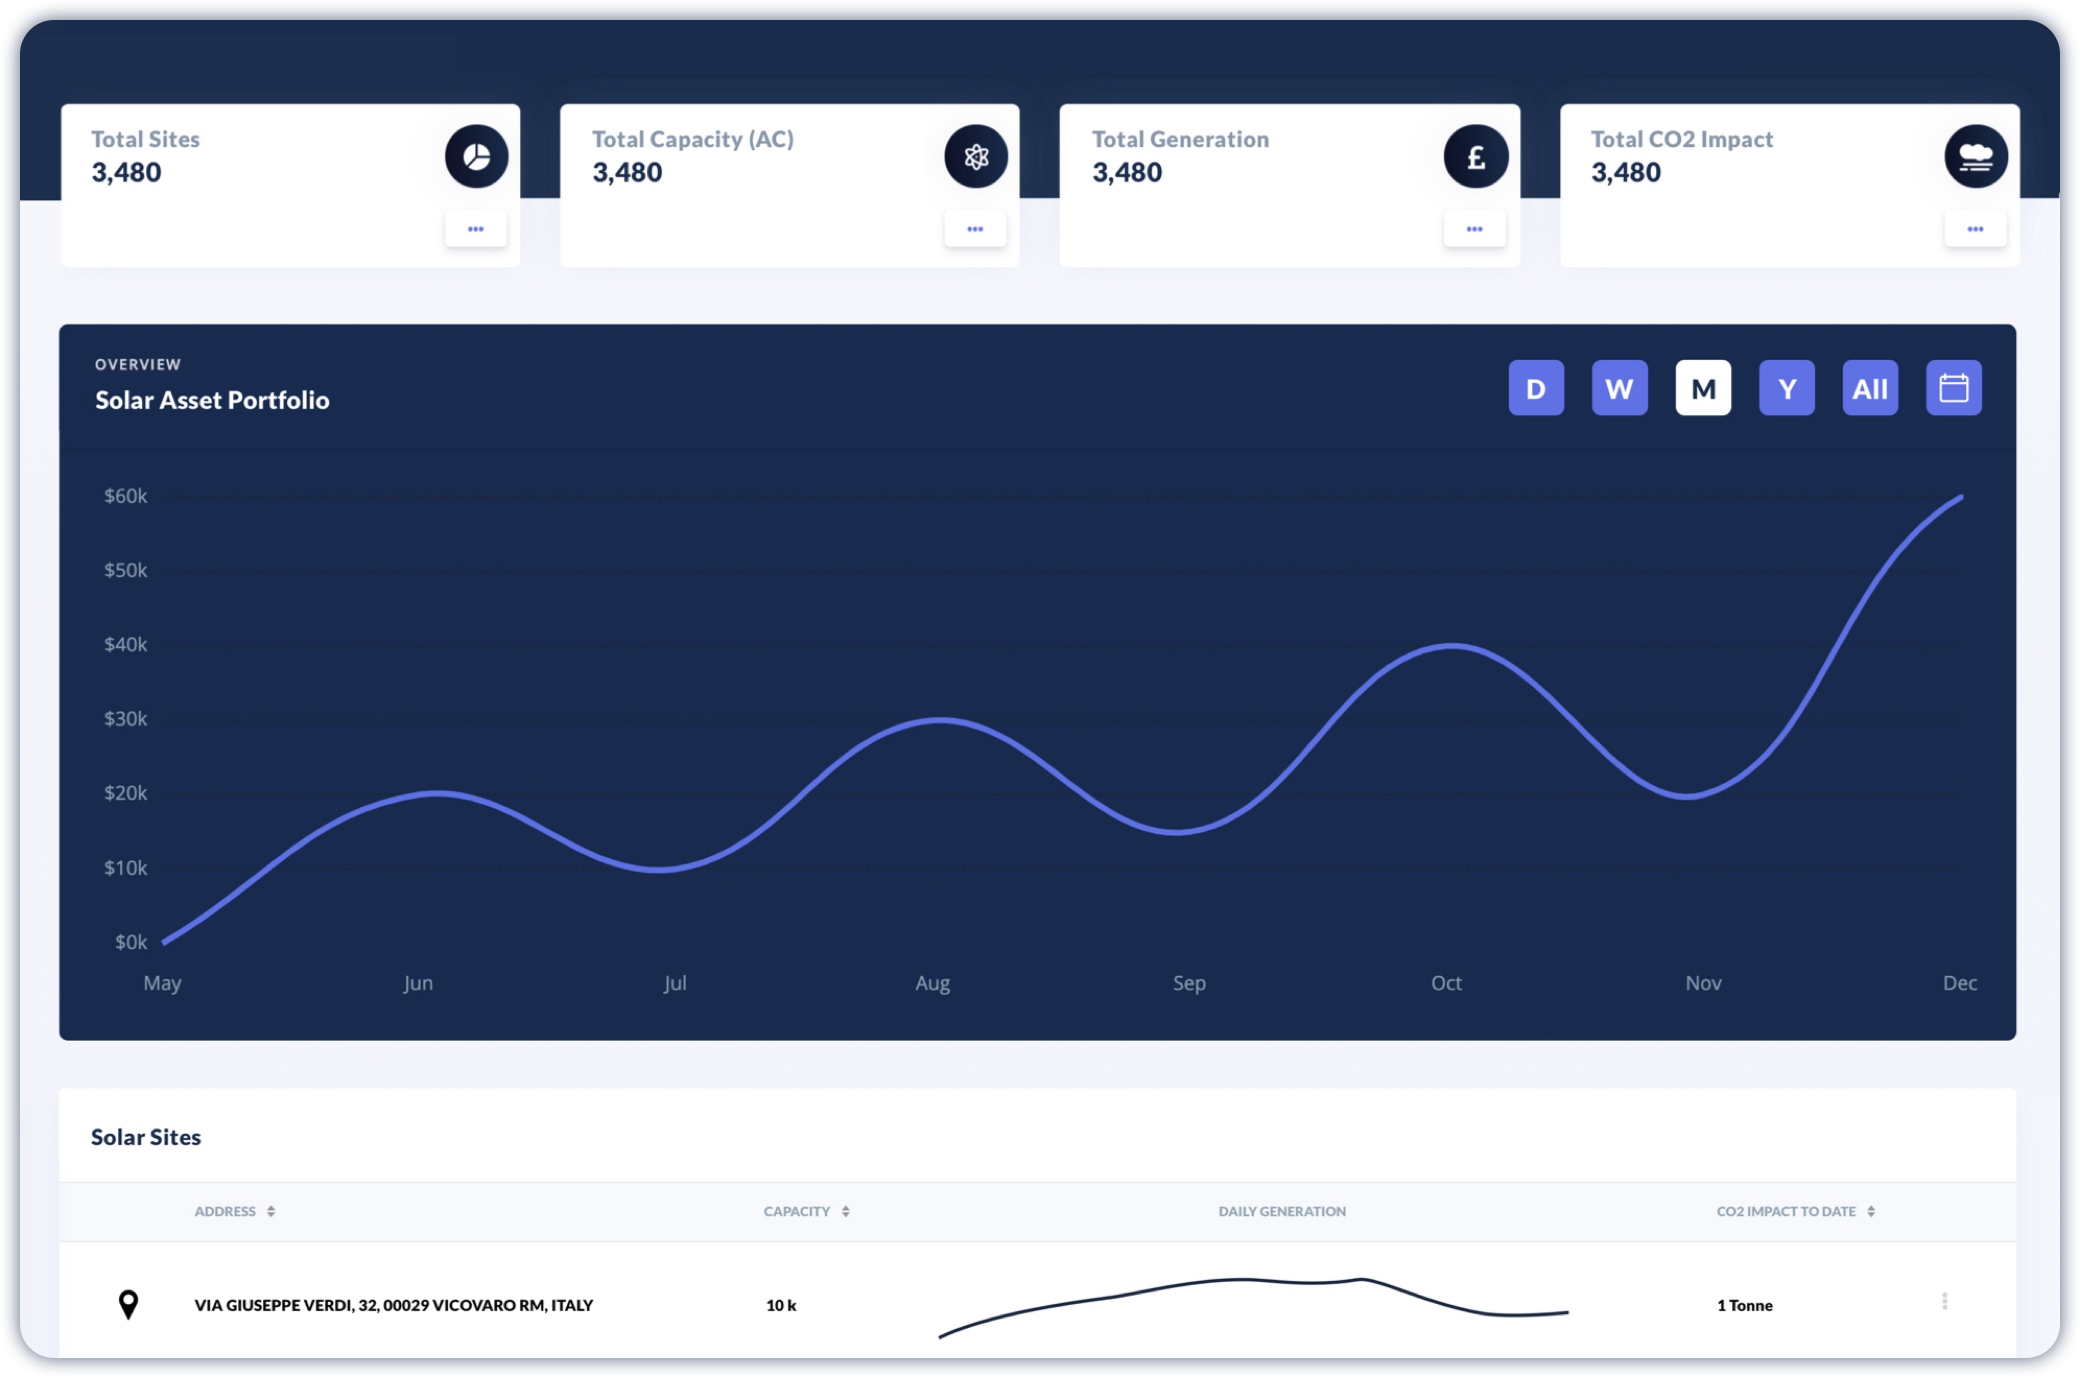 Total Sites
3,480
Total Capacity (AC)
3,480
Total Generation
3,480
£
Total CO2 Impact
3,480
OVERVIEW
Solar Asset Portfolio
D W M Y All
$60k
$50k
$40k
$30k
$20k
$10k
$0k
May Jun Jul Aug Sep Oct Nov Dec
Solar Sites
ADDRESS CAPACITY DAILY GENERATION CO2 IMPACT TO DATE
VIA GIUSEPPE VERDI, 32, 00029 VICOVARO RM, ITALY 10 k 1 Tonne